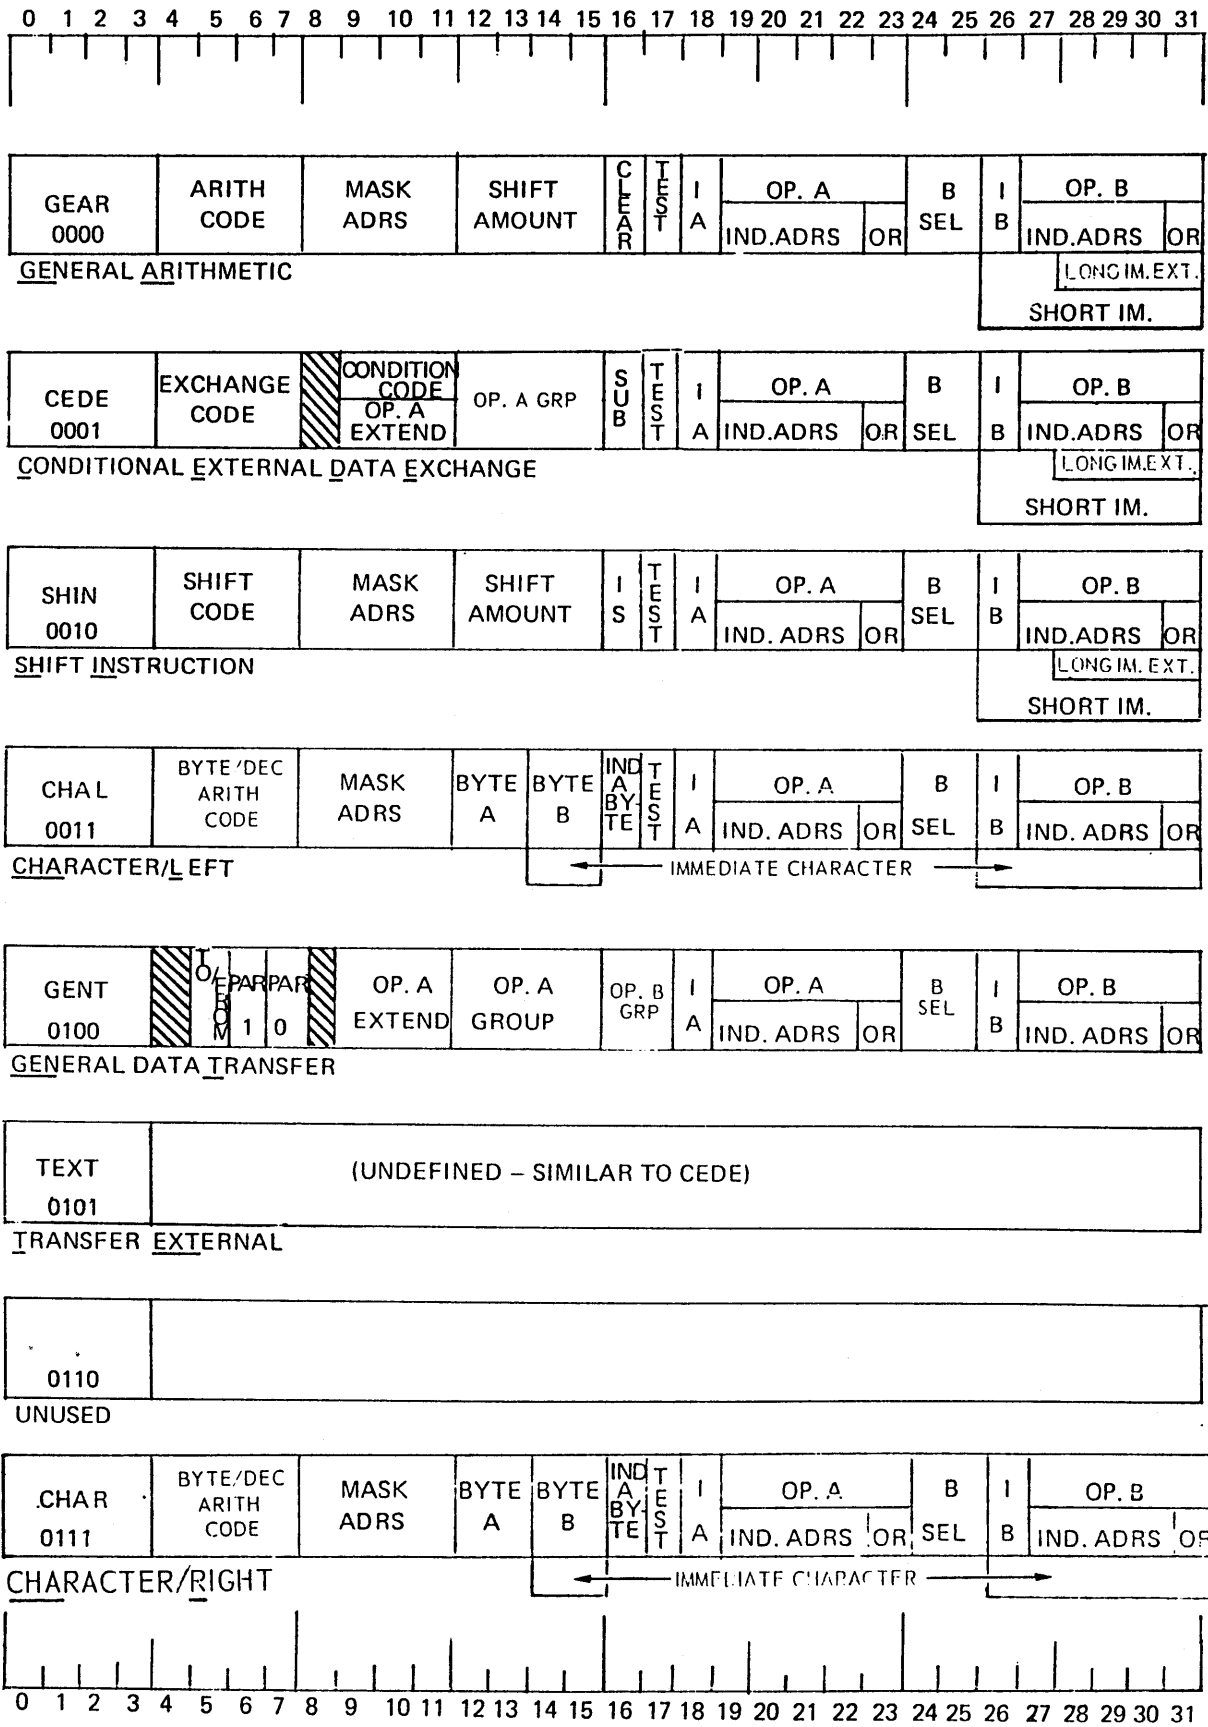 0 1 2 3 4 5 6 7 8 9 10 11 12 13 14 15 16 17 18 19 20 21 22 23 24 25 26 27 28 29 30 31
GEAR
0000
ARITH
CODE
MASK
ADRS
SHIFT
AMOUNT
CLEAR
TEST
I
A
OP. A
IND.ADRS
OR
B
SEL
I
B
OP. B
IND.ADRS
OR
GENERAL ARITHMETIC
LONG IM.EXT.
SHORT IM.
CEDE
0001
EXCHANGE
CODE
CONDITION
CODE
OP. A
EXTEND
OP. A GRP
SUB
TEST
I
A
OP. A
IND.ADRS
OR
B
SEL
I
B
OP. B
IND.ADRS
OR
CONDITIONAL EXTERNAL DATA EXCHANGE
LONG IM.EXT.
SHORT IM.
SHIN
0010
SHIFT
CODE
MASK
ADRS
SHIFT
AMOUNT
I
S
TEST
I
A
OP. A
IND. ADRS
OR
B
SEL
I
B
OP. B
IND.ADRS
OR
SHIFT INSTRUCTION
LONG IM. EXT.
SHORT IM.
CHAL
0011
BYTE/DEC
ARITH
CODE
MASK
ADRS
BYTE
A
BYTE
B
IND
A
BY-
TE
TEST
I
A
OP. A
IND. ADRS
OR
B
SEL
I
B
OP. B
IND. ADRS
OR
CHARACTER/LEFT
IMMEDIATE CHARACTER
GENT
0100
TO/FROM
PAR
1
PAR
0
OP. A
EXTEND
OP. A
GROUP
OP. B
GRP
I
A
OP. A
IND. ADRS
OR
B
SEL
I
B
OP. B
IND. ADRS
OR
GENERAL DATA TRANSFER
TEXT
0101
(UNDEFINED – SIMILAR TO CEDE)
TRANSFER EXTERNAL
0110
UNUSED
CHAR
0111
BYTE/DEC
ARITH
CODE
MASK
ADRS
BYTE
A
BYTE
B
IND
A
BY-
TE
TEST
I
A
OP. A
IND. ADRS
OR
B
SEL
I
B
OP. B
IND. ADRS
OR
CHARACTER/RIGHT
IMMEDIATE CHARACTER
0 1 2 3 4 5 6 7 8 9 10 11 12 13 14 15 16 17 18 19 20 21 22 23 24 25 26 27 28 29 30 31